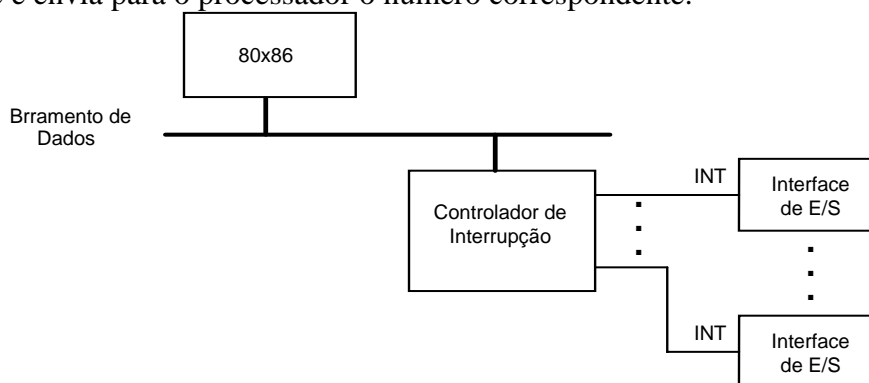 e envia para o processador o número correspondente.
80x86
Brramento de
Dados
INT
Interface
de E/S
Controlador de
Interrupção
INT
Interface
de E/S